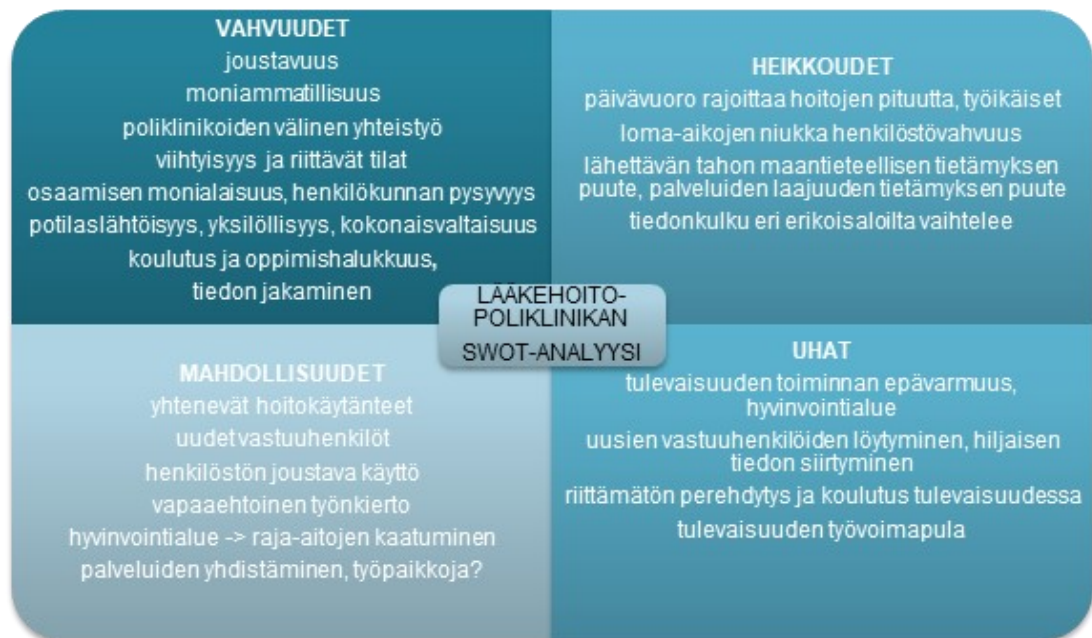 VAHVUUDET
joustavuus
moniammatillisuus
poliklinikoiden välinen yhteistyö
viihtyisyys ja riittävät tilat
osaamisen monialaisuus, henkilökunnan pysyvyys
potilaslähtöisyys, yksilöllisyys, kokonaisvaltaisuus
koulutus ja oppimishalukkuus,
tiedon jakaminen
HEIKKOUDET
päivävuoro rajoittaa hoitojen pituutta, työikäiset
loma-aikojen niukka henkilöstövahvuus
lähettävän tahon maantieteellisen tietämyksen
puute, palveluiden laajuuden tietämyksen puute
tiedonkulku eri erikoisaloilta vaihtelee
LÄÄKEHOITO-
POLIKLINIKAN
SWOT-ANALYYSI
MAHDOLLISUUDET
yhtenevät hoitokäytänteet
uudet vastuuhenkilöt
henkilöstön joustava käyttö
vapaaehtoinen työnkierto
hyvinvointialue -> raja-aitojen kaatuminen
palveluiden yhdistäminen, työpaikkoja?
UHAT
tulevaisuuden toiminnan epävarmuus,
hyvinvointialue
uusien vastuuhenkilöiden löytyminen, hiljaisen
tiedon siirtyminen
riittämätön perehdytys ja koulutus tulevaisuudessa
tulevaisuuden työvoimapula